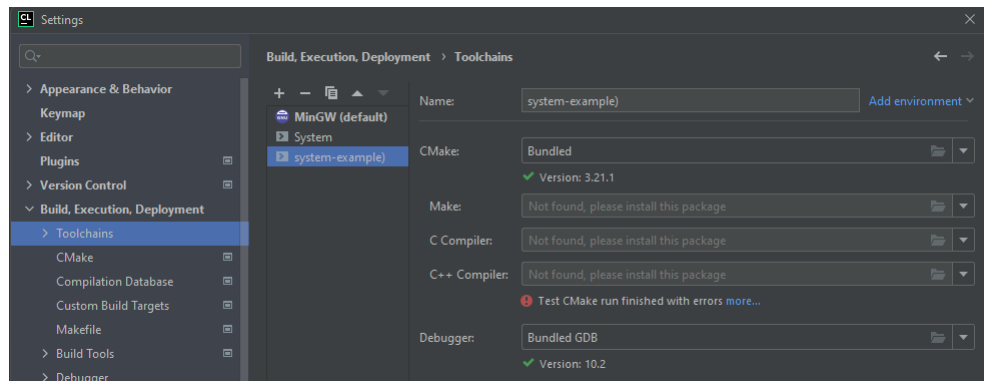 CL Settings
Build, Execution, Deployment > Toolchains
Appearance & Behavior
Keymap
Editor
Plugins
Version Control
Build, Execution, Deployment
Toolchains
CMake
Compilation Database
Custom Build Targets
Makefile
Build Tools
Debugger
MinGW (default)
System
system-example)
Name: system-example) Add environment
CMake: Bundled
Version: 3.21.1
Make: Not found, please install this package
C Compiler: Not found, please install this package
C++ Compiler: Not found, please install this package
Test CMake run finished with errors more...
Debugger: Bundled GDB
Version: 10.2